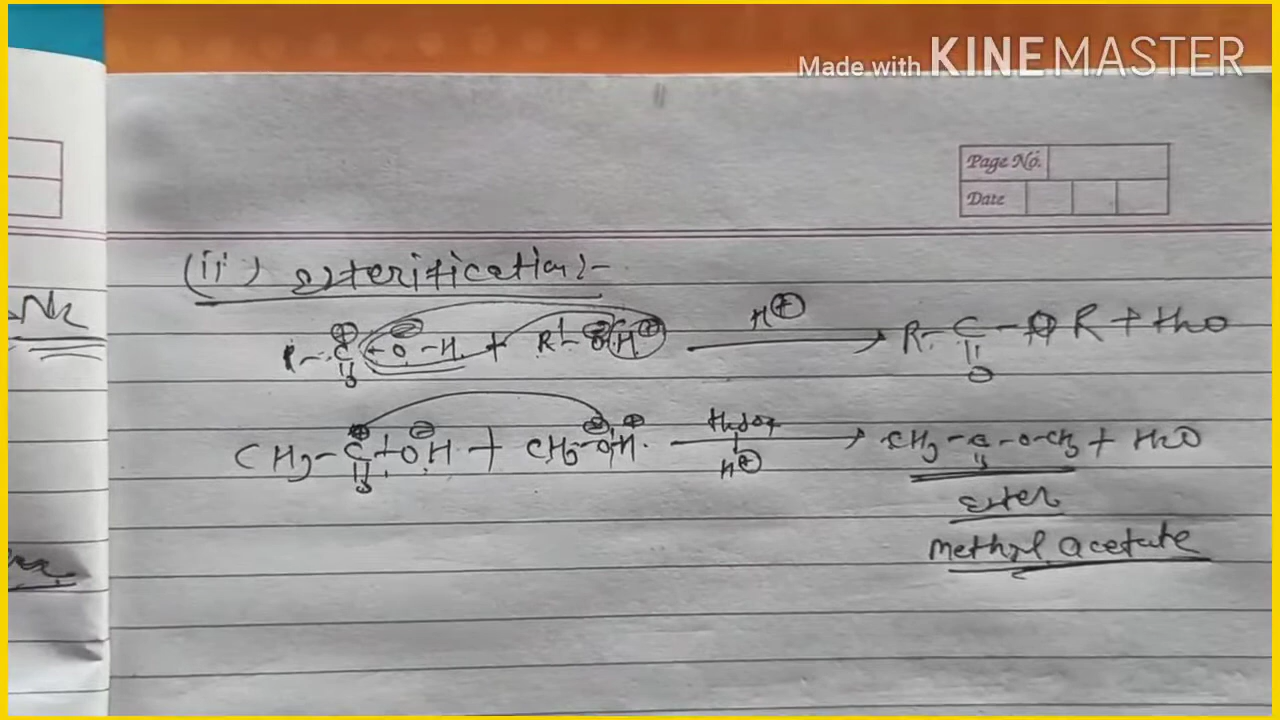 Made with KINEMASTER
Page No.
Date
(ii) Esterification:-
R-C-O-H + R'-O-H H⊕ → R-C-O R + H2O
O O
CH3-C-OH + CH3-OH H2SO4 → CH3-C-O-CH3 + H2O
O H⊕ O
Ester
Methyl acetate